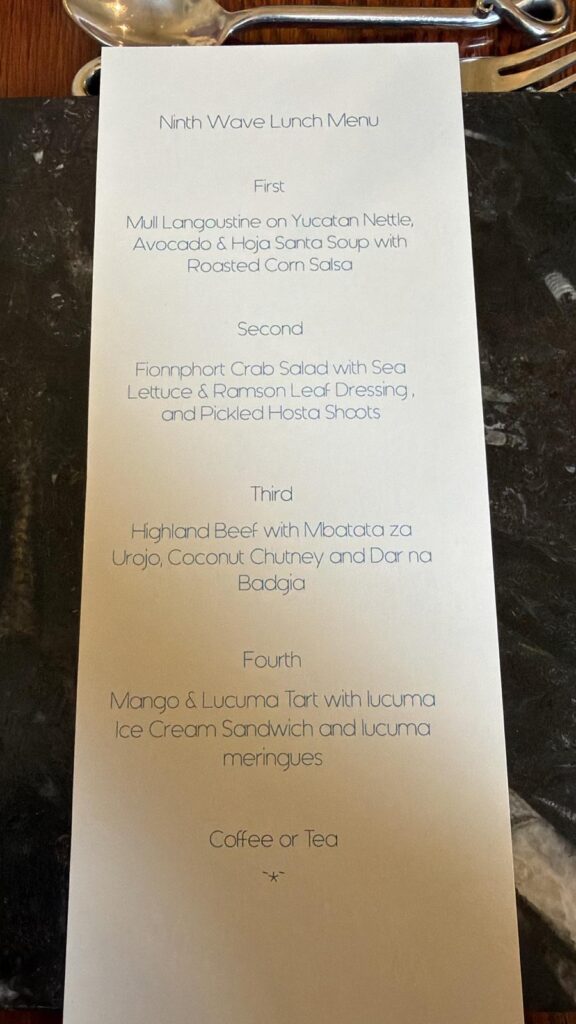 Ninth Wave Lunch Menu
First
Mull Langoustine on Yucatan Nettle,
Avocado & Hoja Santa Soup with
Roasted Corn Salsa
Second
Fionnphort Crab Salad with Sea
Lettuce & Ramson Leaf Dressing ,
and Pickled Hosta Shoots
Third
Highland Beef with Mbatata za
Urojo, Coconut Chutney and Dar na
Badgia
Fourth
Mango & Lucuma Tart with lucuma
Ice Cream Sandwich and lucuma
meringues
Coffee or Tea